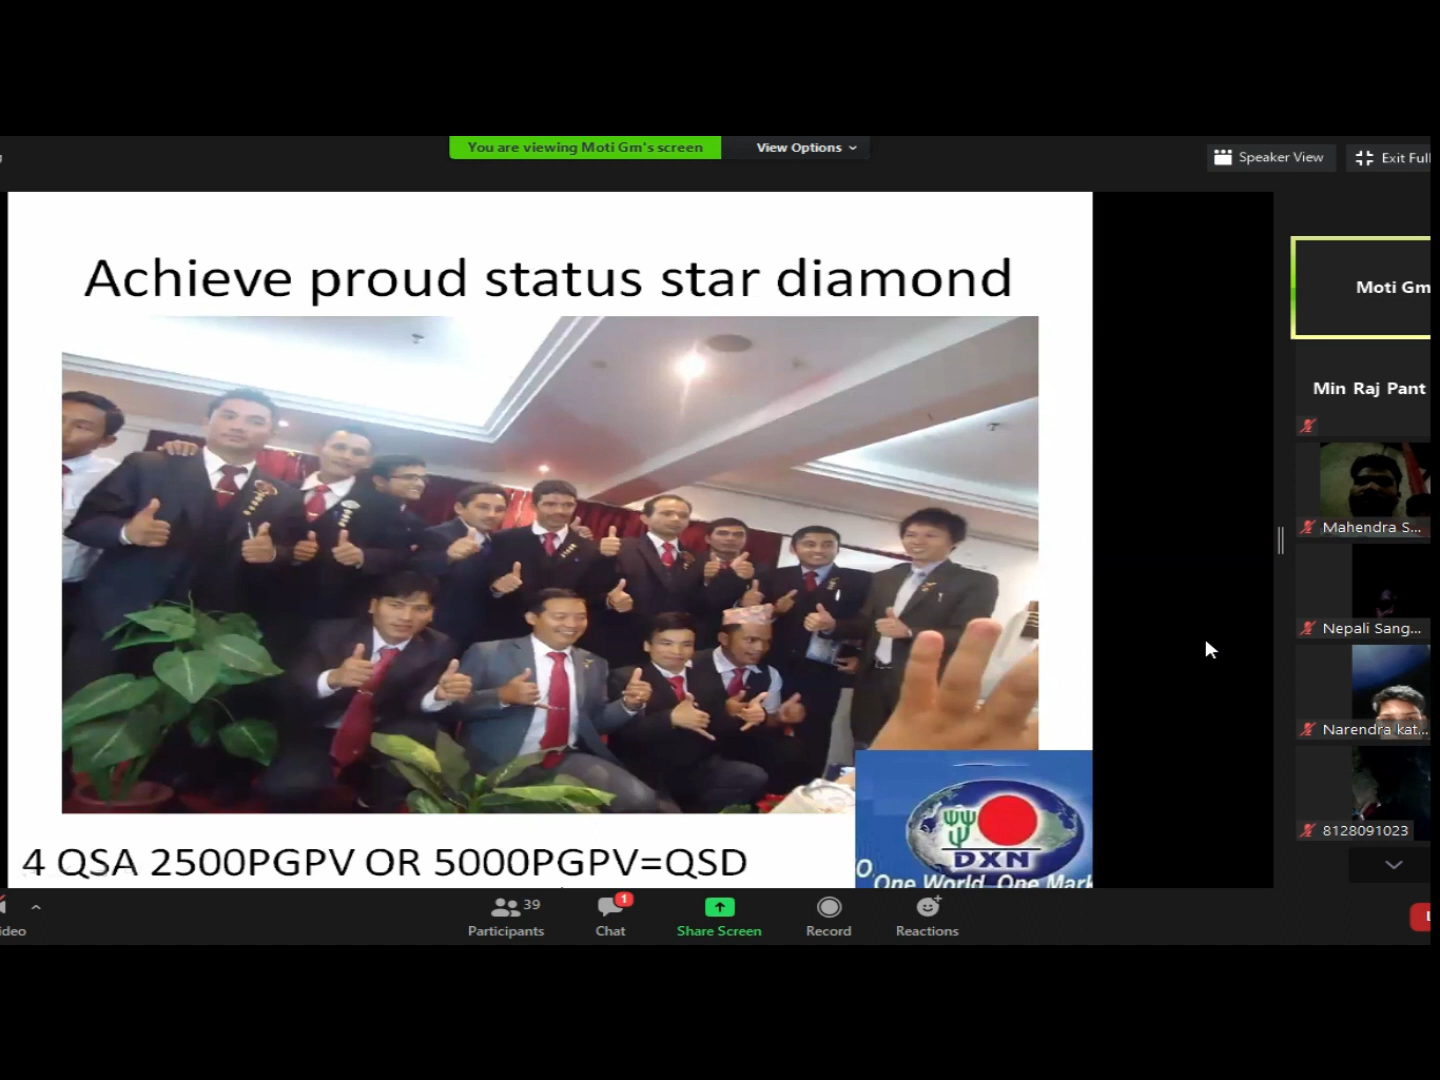 You are viewing Moti Gm's screen
View Options
Speaker View
Exit Full
Achieve proud status star diamond
Moti Gm
Min Raj Pant
Mahendra S...
Nepali Sang...
Narendra kat...
8128091023
DXN
One World, One Mark
4 QSA 2500PGPV OR 5000PGPV=QSD
39
1
ideo
Participants
Chat
Share Screen
Record
Reactions